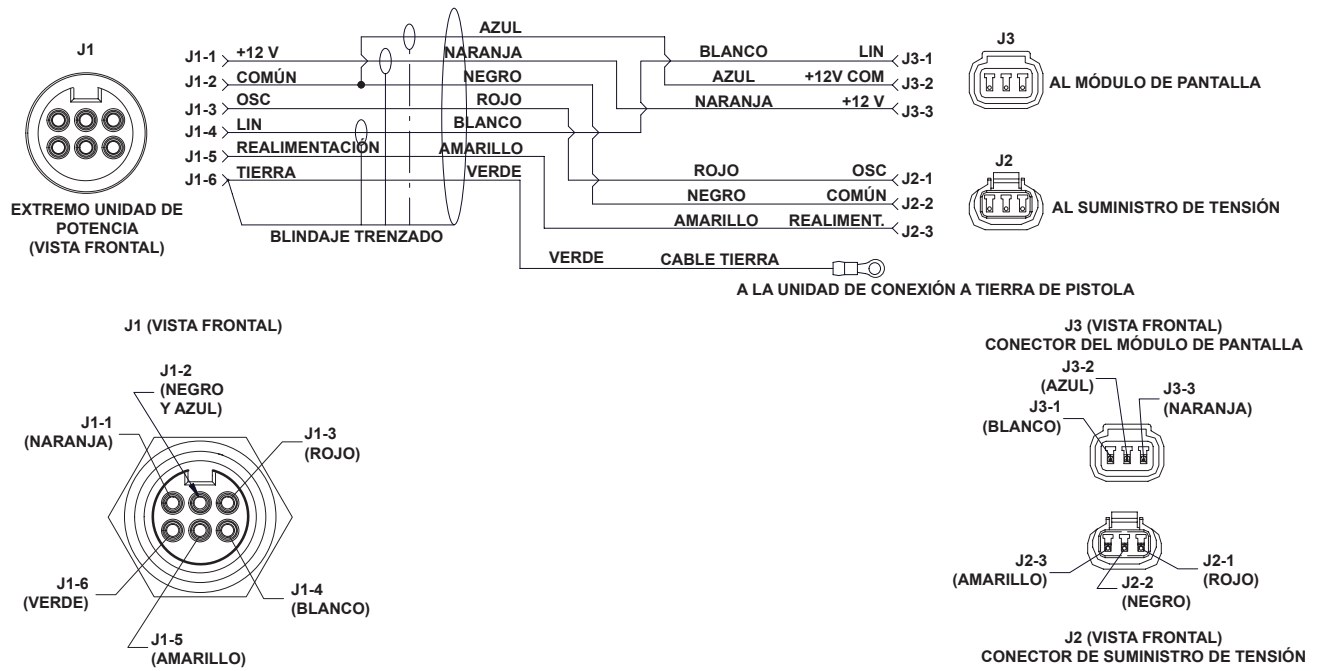 J1
J1-1
+12 V
J1-2
COMÚN
J1-3
OSC
J1-4
LIN
J1-5
REALIMENTACIÓN
J1-6
TIERRA
AZUL
NARANJA
NEGRO
ROJO
BLANCO
AMARILLO
VERDE
EXTREMO UNIDAD DE
POTENCIA
(VISTA FRONTAL)
BLINDAJE TRENZADO
BLANCO
LIN
J3-1
AZUL
+12V COM
J3-2
NARANJA
+12 V
J3-3
J3
AL MÓDULO DE PANTALLA
ROJO
OSC
J2-1
NEGRO
COMÚN
J2-2
AMARILLO
REALIMENT.
J2-3
J2
AL SUMINISTRO DE TENSIÓN
VERDE
CABLE TIERRA
A LA UNIDAD DE CONEXIÓN A TIERRA DE PISTOLA
J1 (VISTA FRONTAL)
J1-2
(NEGRO
Y AZUL)
J1-1
(NARANJA)
J1-3
(ROJO)
J1-6
(VERDE)
J1-4
(BLANCO)
J1-5
(AMARILLO)
J3 (VISTA FRONTAL)
CONECTOR DEL MÓDULO DE PANTALLA
J3-2
(AZUL)
J3-3
(NARANJA)
J3-1
(BLANCO)
J2-3
(AMARILLO)
J2-1
(ROJO)
J2-2
(NEGRO)
J2 (VISTA FRONTAL)
CONECTOR DE SUMINISTRO DE TENSIÓN